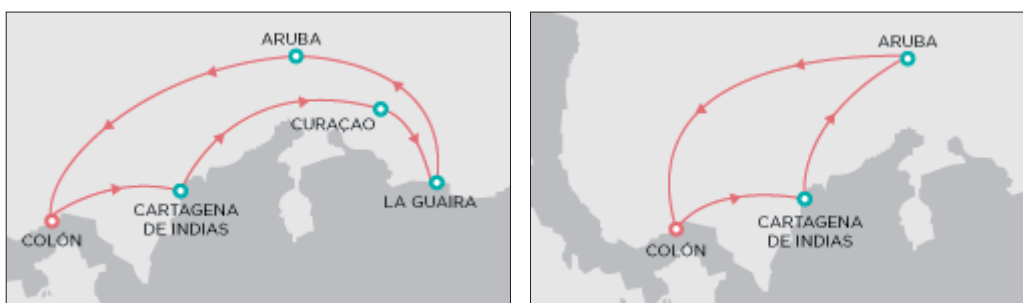 ARUBA
CURAÇAO
CARTAGENA
DE INDIAS
LA GUAIRA
COLÓN
ARUBA
CARTAGENA
DE INDIAS
COLÓN